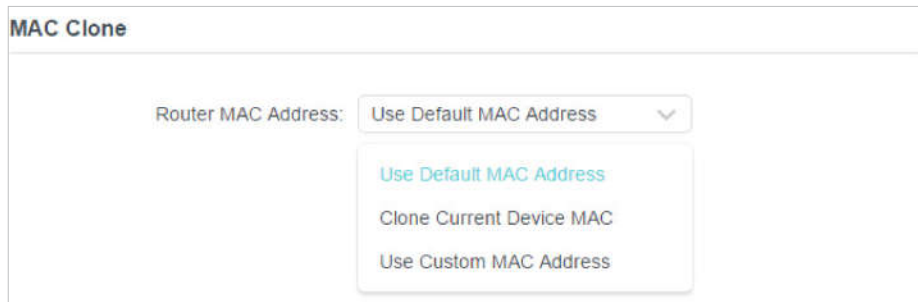 MAC Clone
Router MAC Address: Use Default MAC Address
Use Default MAC Address
Clone Current Device MAC
Use Custom MAC Address